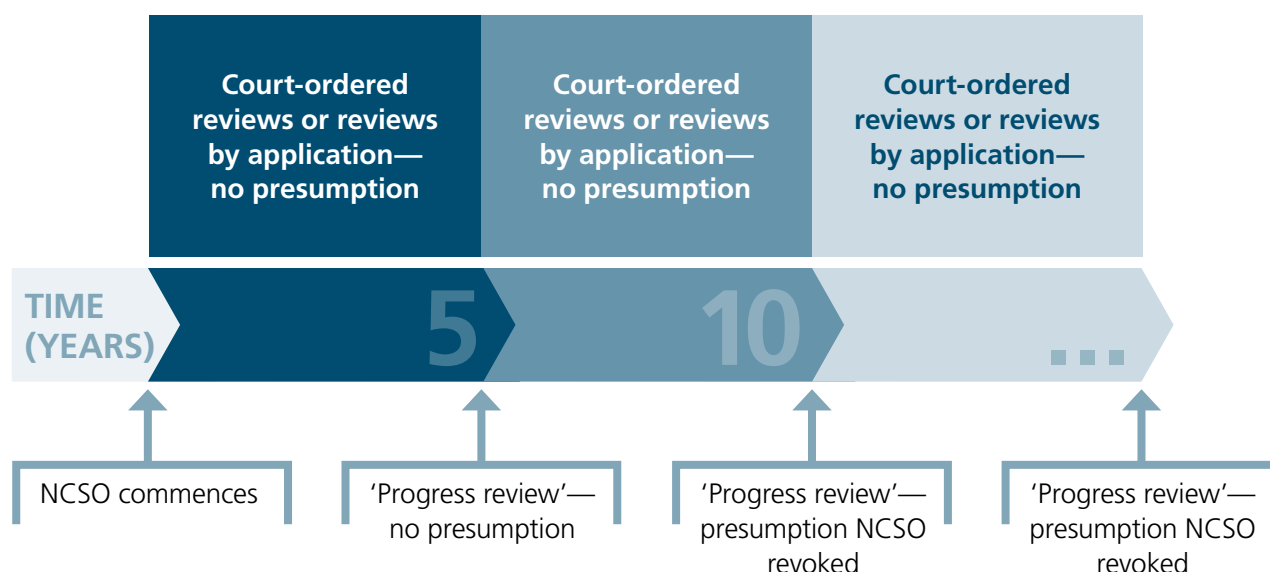 Court-ordered
reviews or reviews
by application—
no presumption
Court-ordered
reviews or reviews
by application—
no presumption
Court-ordered
reviews or reviews
by application—
no presumption
TIME
(YEARS)
5
10
...
NCSO commences
‘Progress review’—
no presumption
‘Progress review’—
presumption NCSO
revoked
‘Progress review’—
presumption NCSO
revoked